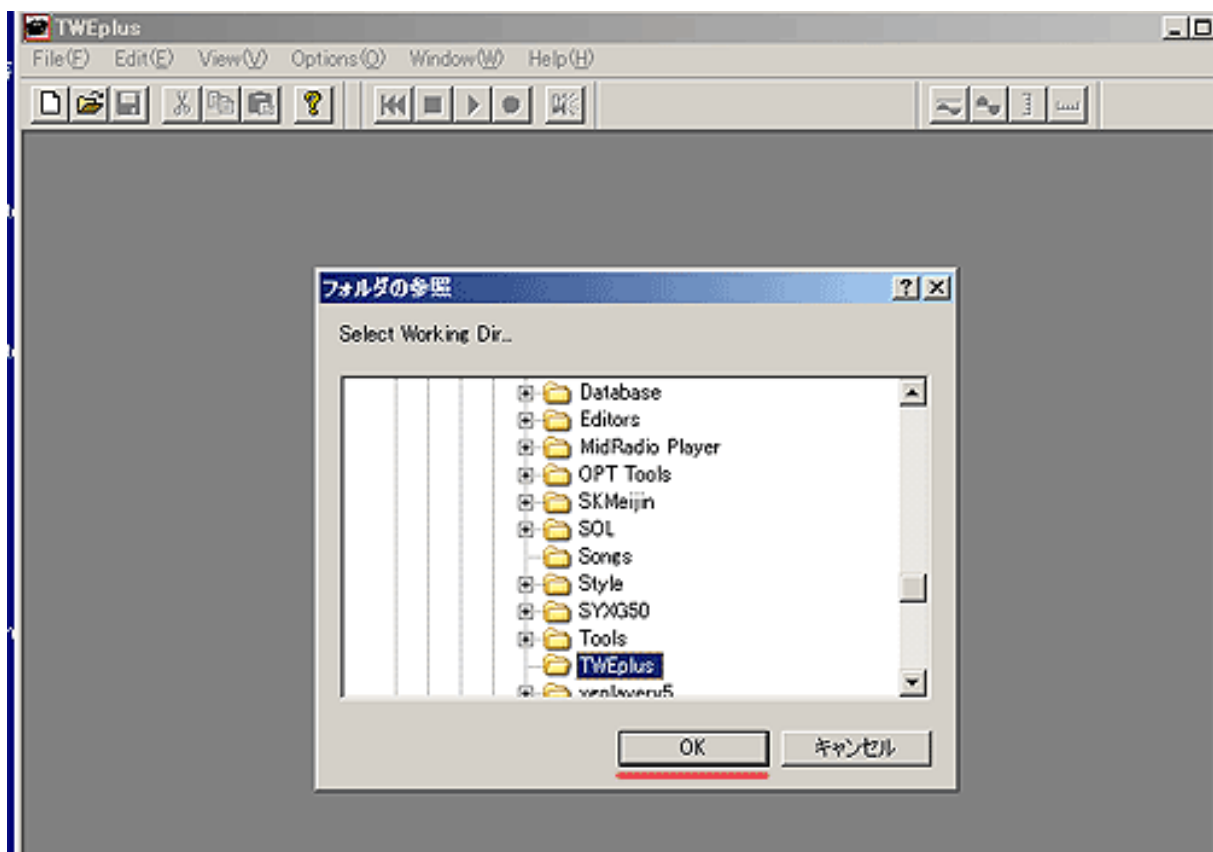 TWEplus
File(F) Edit(E) View(V) Options(O) Window(W) Help(H)
フォルダの参照
Select Working Dir...
Database
Editors
MidRadio Player
OPT Tools
SKMeijin
SOL
Songs
Style
SYXG50
Tools
TWEplus
OK キャンセル